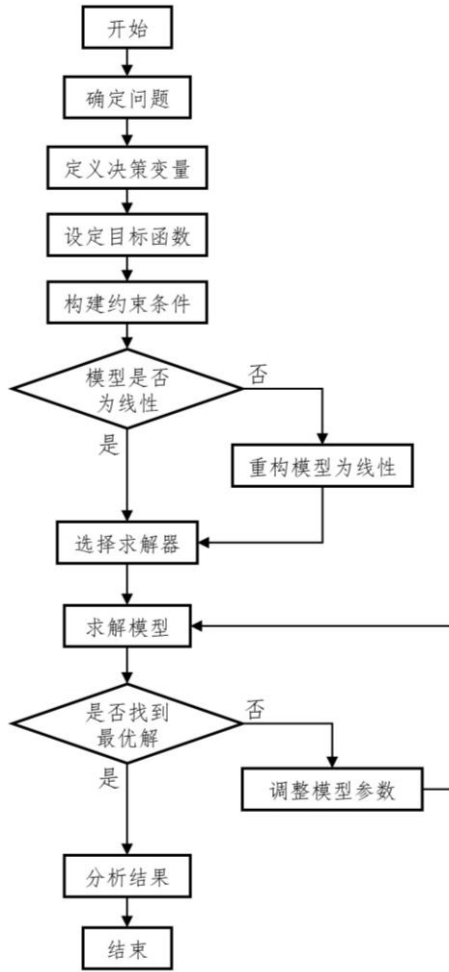 开始
确定问题
定义决策变量
设定目标函数
构建约束条件
模型是否
为线性
否
是
重构模型为线性
选择求解器
求解模型
是否找到
最优解
否
是
调整模型参数
分析结果
结束